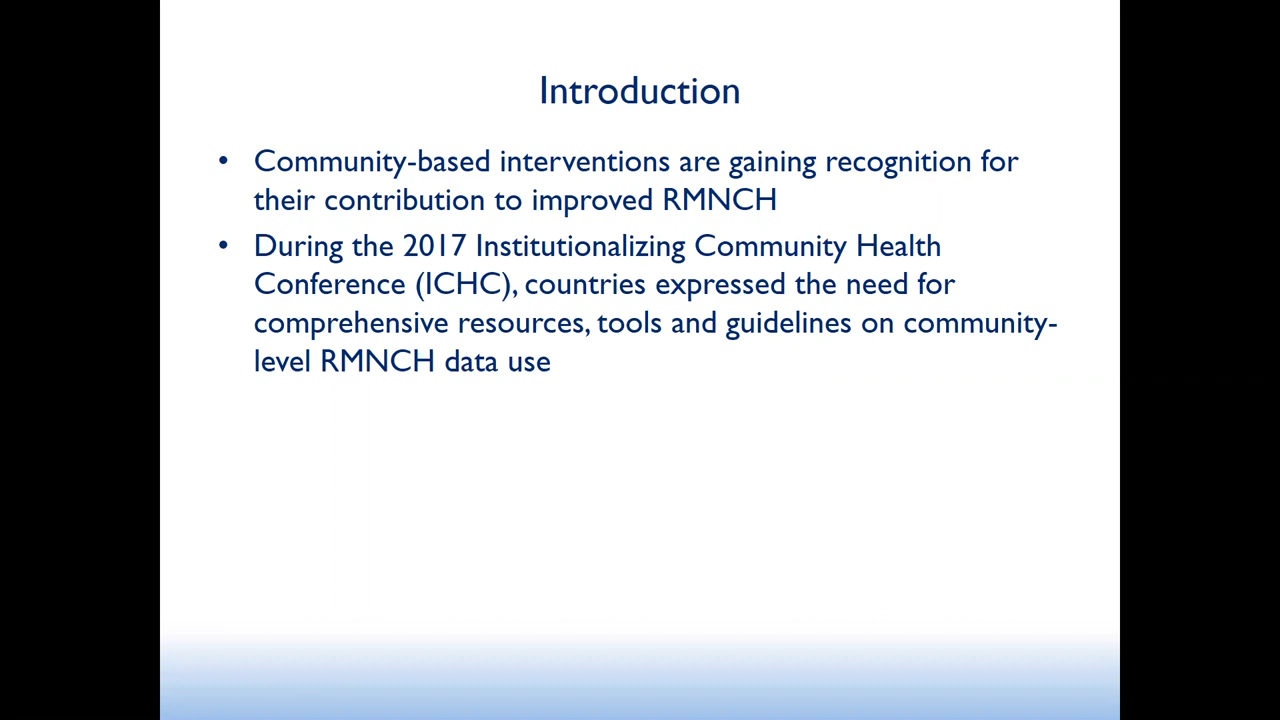 Introduction
• Community-based interventions are gaining recognition for
their contribution to improved RMNCH
• During the 2017 Institutionalizing Community Health
Conference (ICHC), countries expressed the need for
comprehensive resources, tools and guidelines on community-
level RMNCH data use